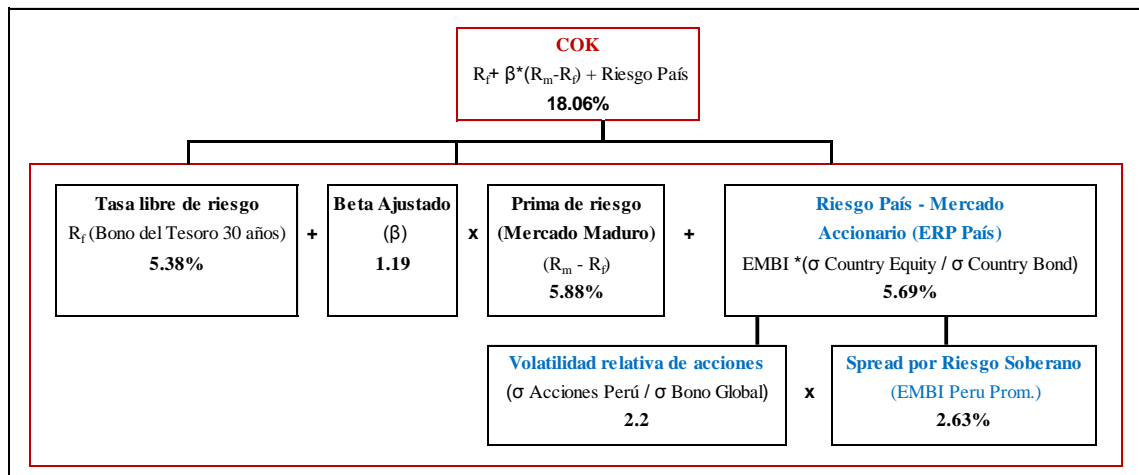 COK
Rf+ β*(Rm-Rf) + Riesgo País
18.06%
Tasa libre de riesgo
Rf (Bono del Tesoro 30 años)
5.38%
+
Beta Ajustado
(β)
1.19
x
Prima de riesgo
(Mercado Maduro)
(Rm - Rf)
5.88%
+
Riesgo País - Mercado
Accionario (ERP País)
EMBI *(σ Country Equity / σ Country Bond)
5.69%
Volatilidad relativa de acciones
(σ Acciones Perú / σ Bono Global)
2.2
x
Spread por Riesgo Soberano
(EMBI Peru Prom.)
2.63%